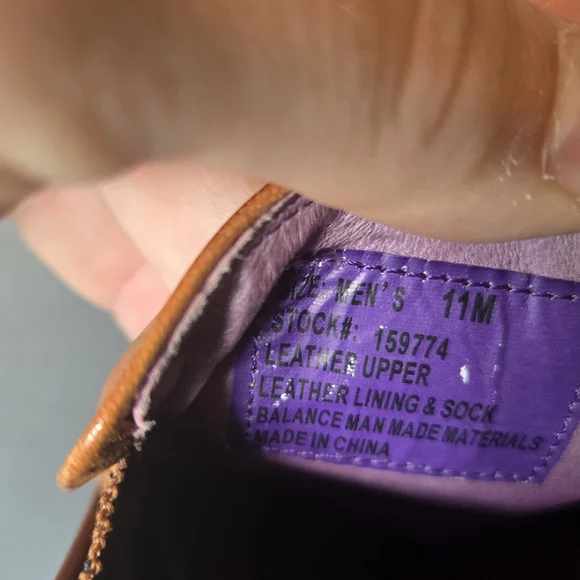 SIZE: MEN'S 11M
STOCK#: 159774
LEATHER UPPER
LEATHER LINING & SOCK
BALANCE MAN MADE MATERIALS
MADE IN CHINA